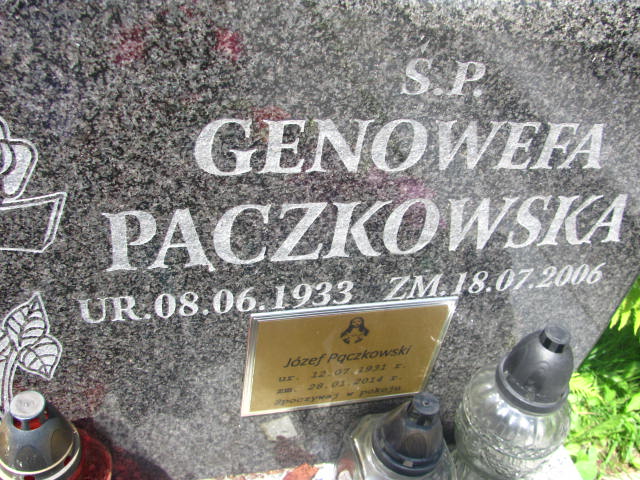 Ś.P.
GENOWEFA
PĄCZKOWSKA
UR.08.06.1933 ZM.18.07.2006
Józef Pączkowski
ur. 12.07.1931 r.
zm. 28.01.2014 r.
spoczywaj w pokoju